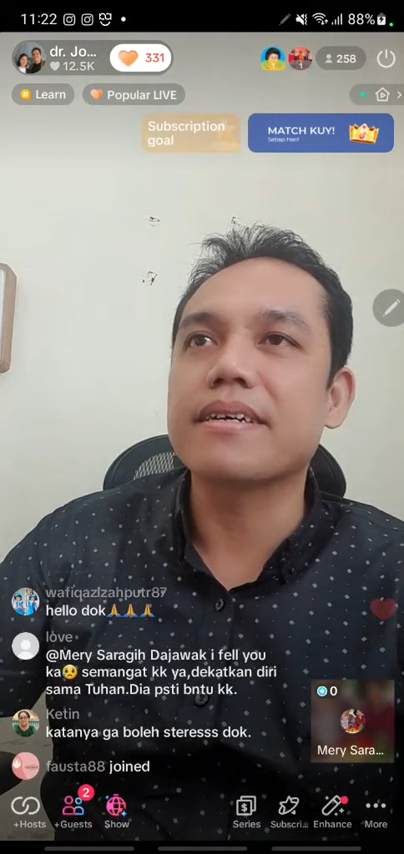 11:22
88%
dr. Jo...
12.5K
331
258
Learn
Popular LIVE
Subscription
goal
MATCH KUY!
Setiap Hari!
wafiqazlzahputr87
hello dok🙏🙏🙏
love
@Mery Saragih Dajawak i fell you
ka😥 semangat kk ya,dekatkan diri
sama Tuhan.Dia psti bntu kk.
Ketin
katanya ga boleh steresss dok.
fausta88 joined
0
Mery Sara...
2
+Hosts
+Guests
Show
Series
Subscri...
Enhance
More